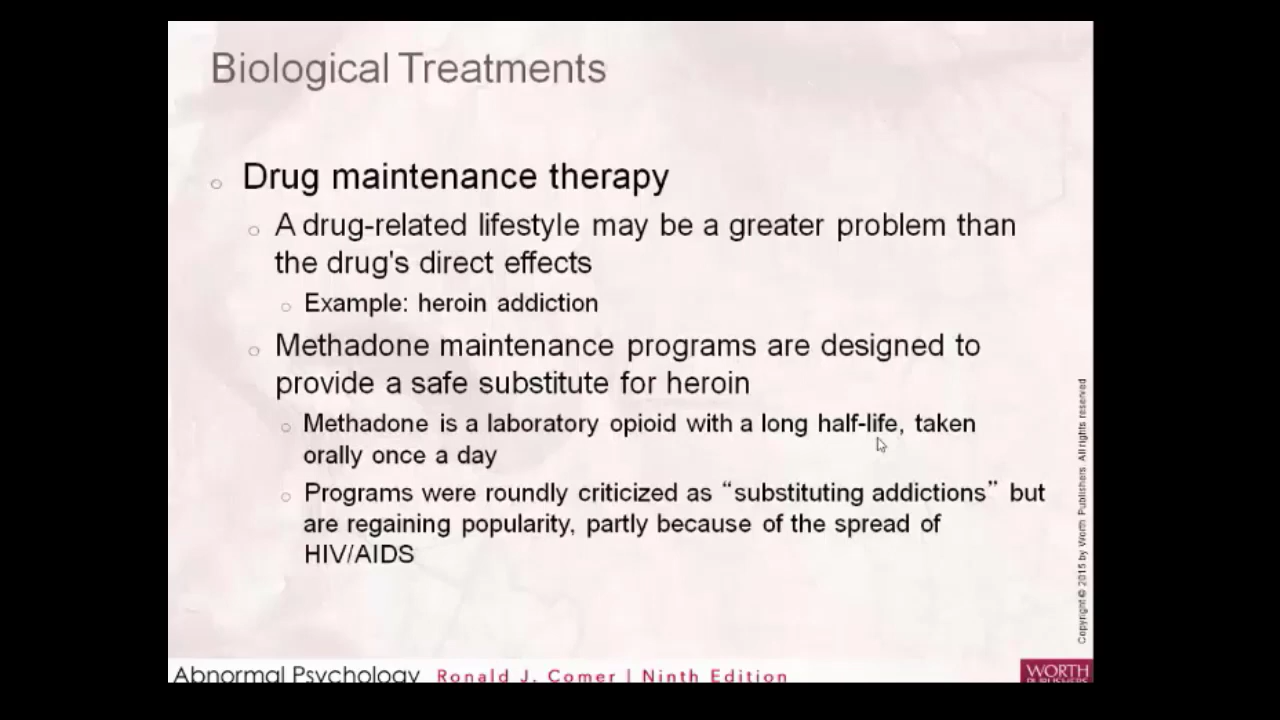 Biological Treatments
Drug maintenance therapy
A drug-related lifestyle may be a greater problem than
the drug's direct effects
Example: heroin addiction
Methadone maintenance programs are designed to
provide a safe substitute for heroin
Methadone is a laboratory opioid with a long half-life, taken
orally once a day
Programs were roundly criticized as “substituting addictions” but
are regaining popularity, partly because of the spread of
HIV/AIDS
Copyright © 2015 by Worth Publishers. All rights reserved
Abnormal Psychology Ronald J. Comer | Ninth Edition
WORTH
PUBLISHERS